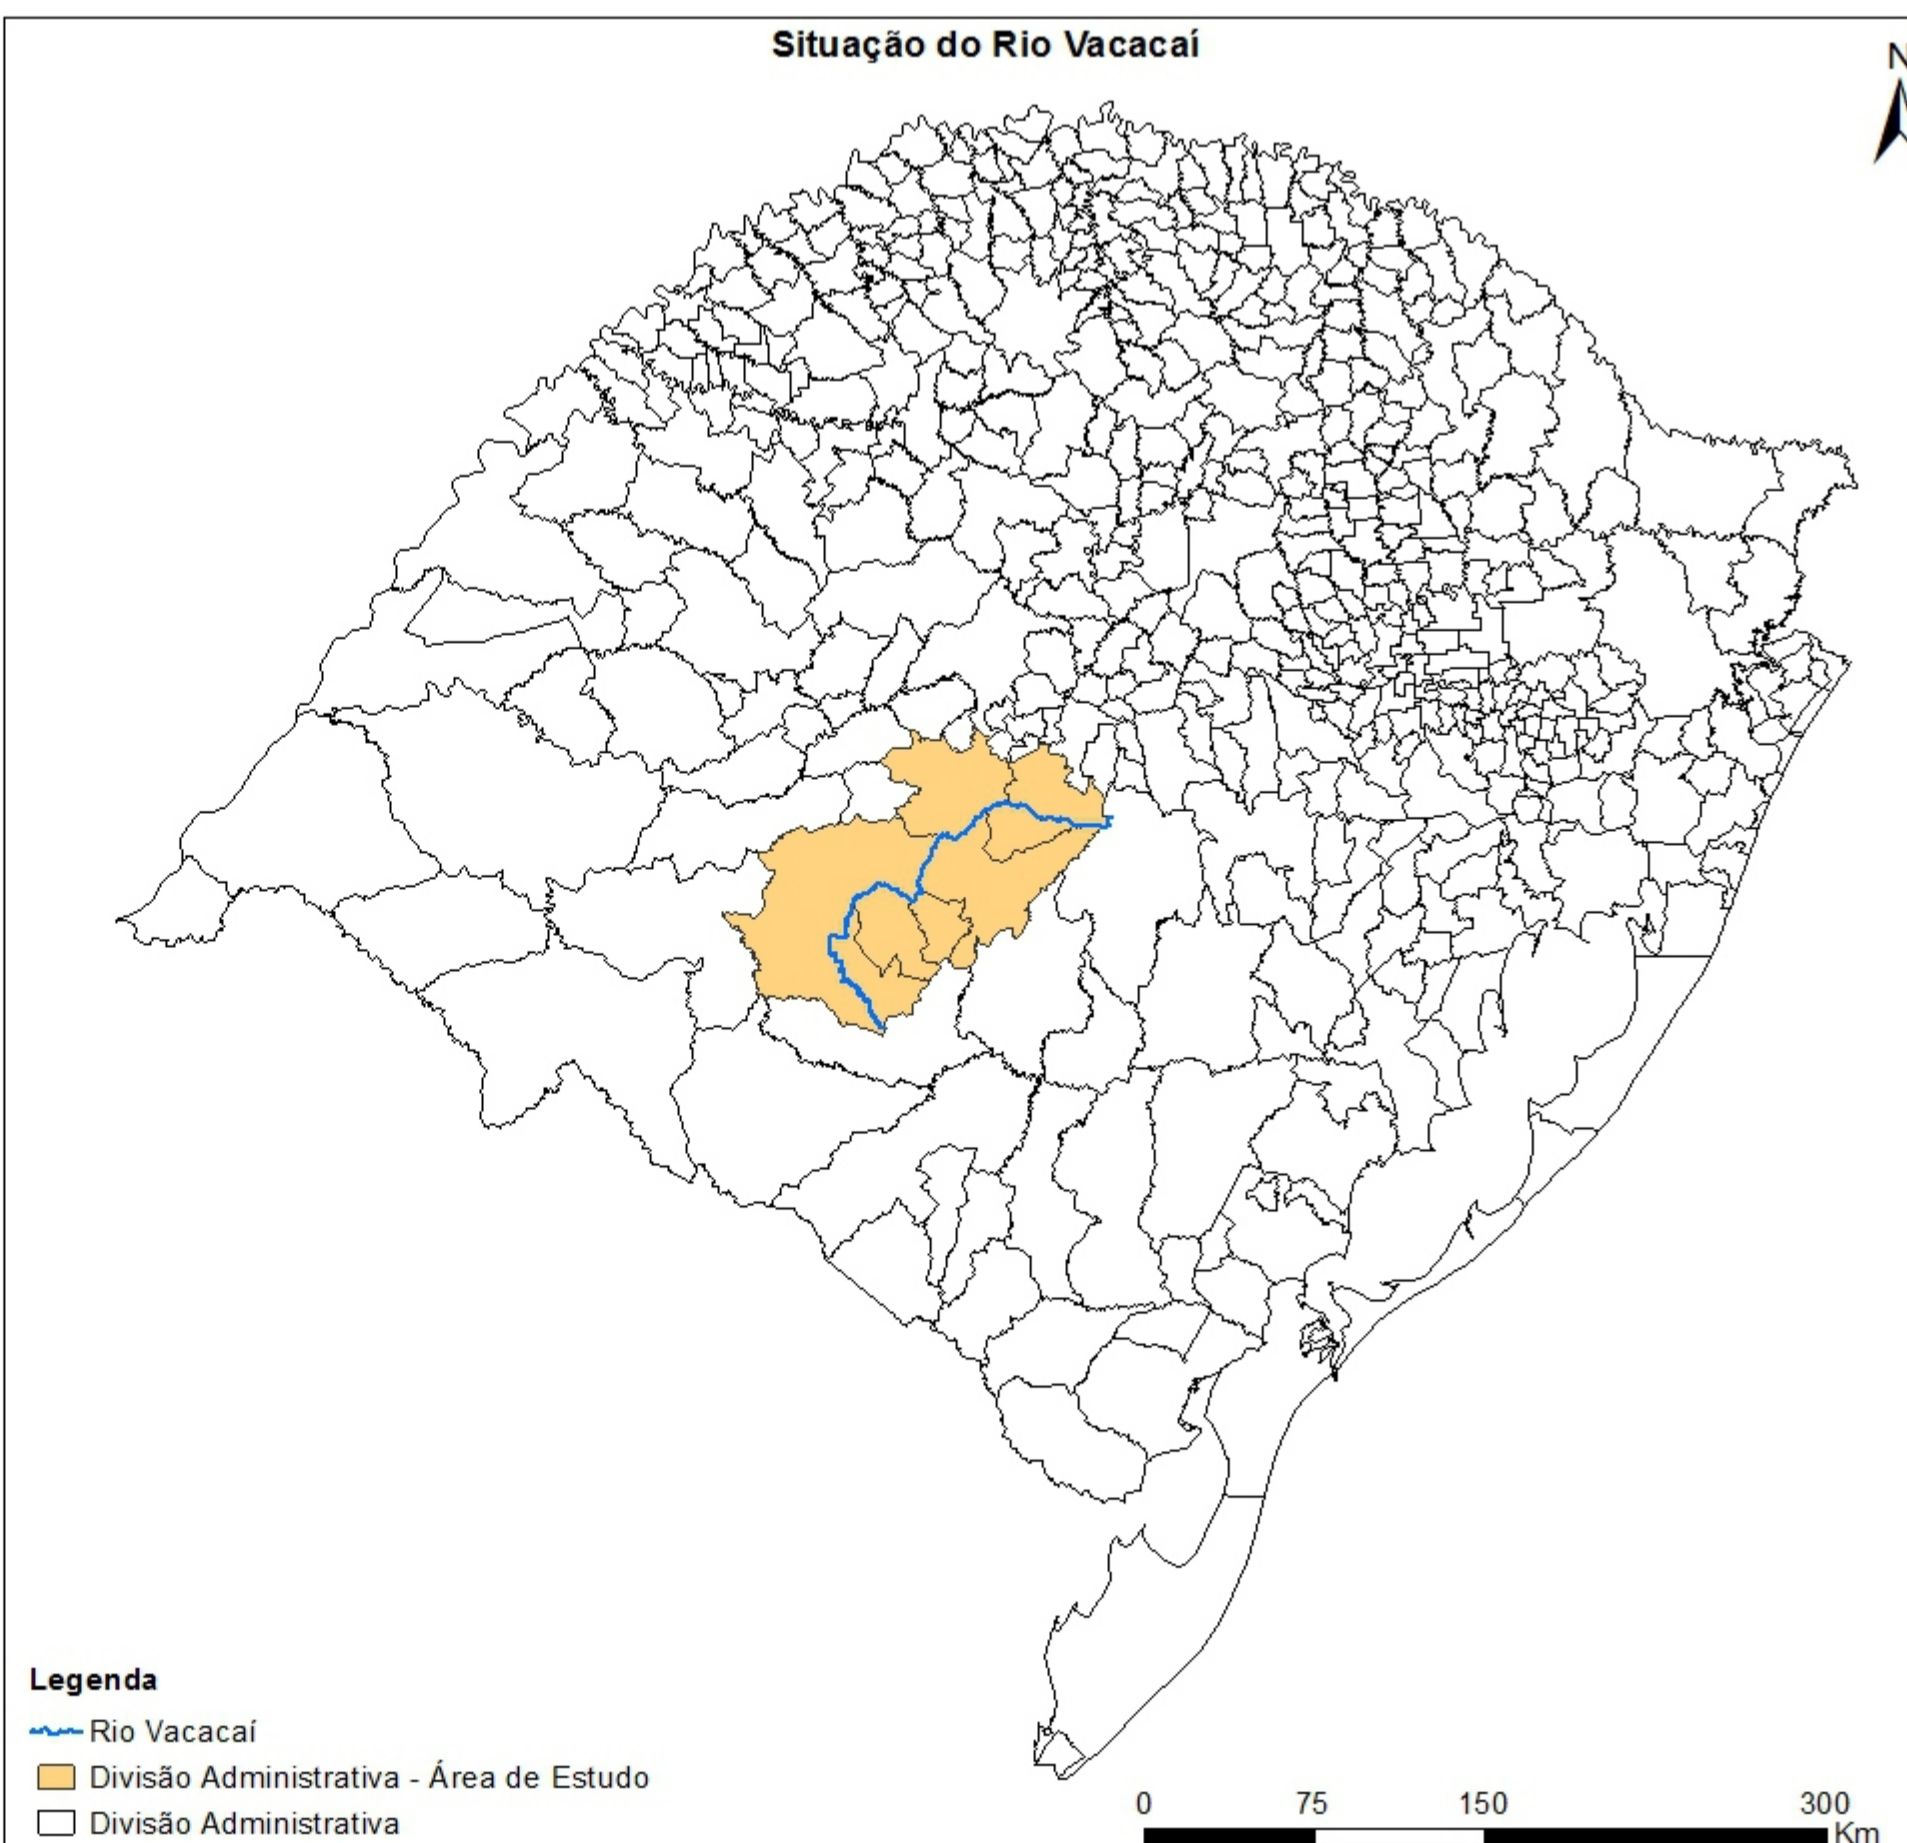 Situação do Rio Vacacaí
N
Legenda
Rio Vacacaí
Divisão Administrativa - Área de Estudo
Divisão Administrativa
0 75 150 300
Km